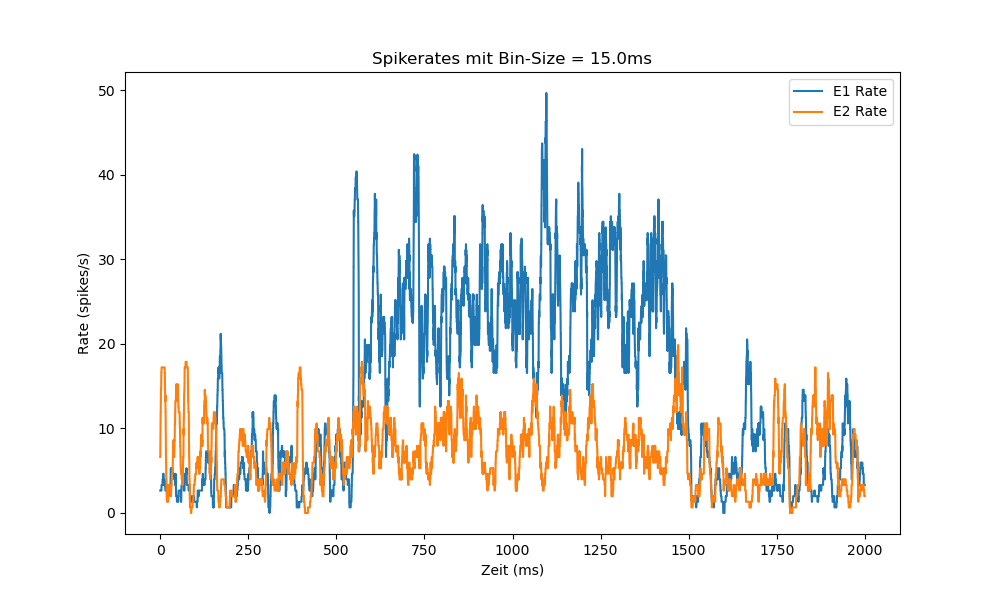 Spikerates mit Bin-Size = 15.0ms
E1 Rate
E2 Rate
Rate (spikes/s)
50
40
30
20
10
0
0 250 500 750 1000 1250 1500 1750 2000
Zeit (ms)